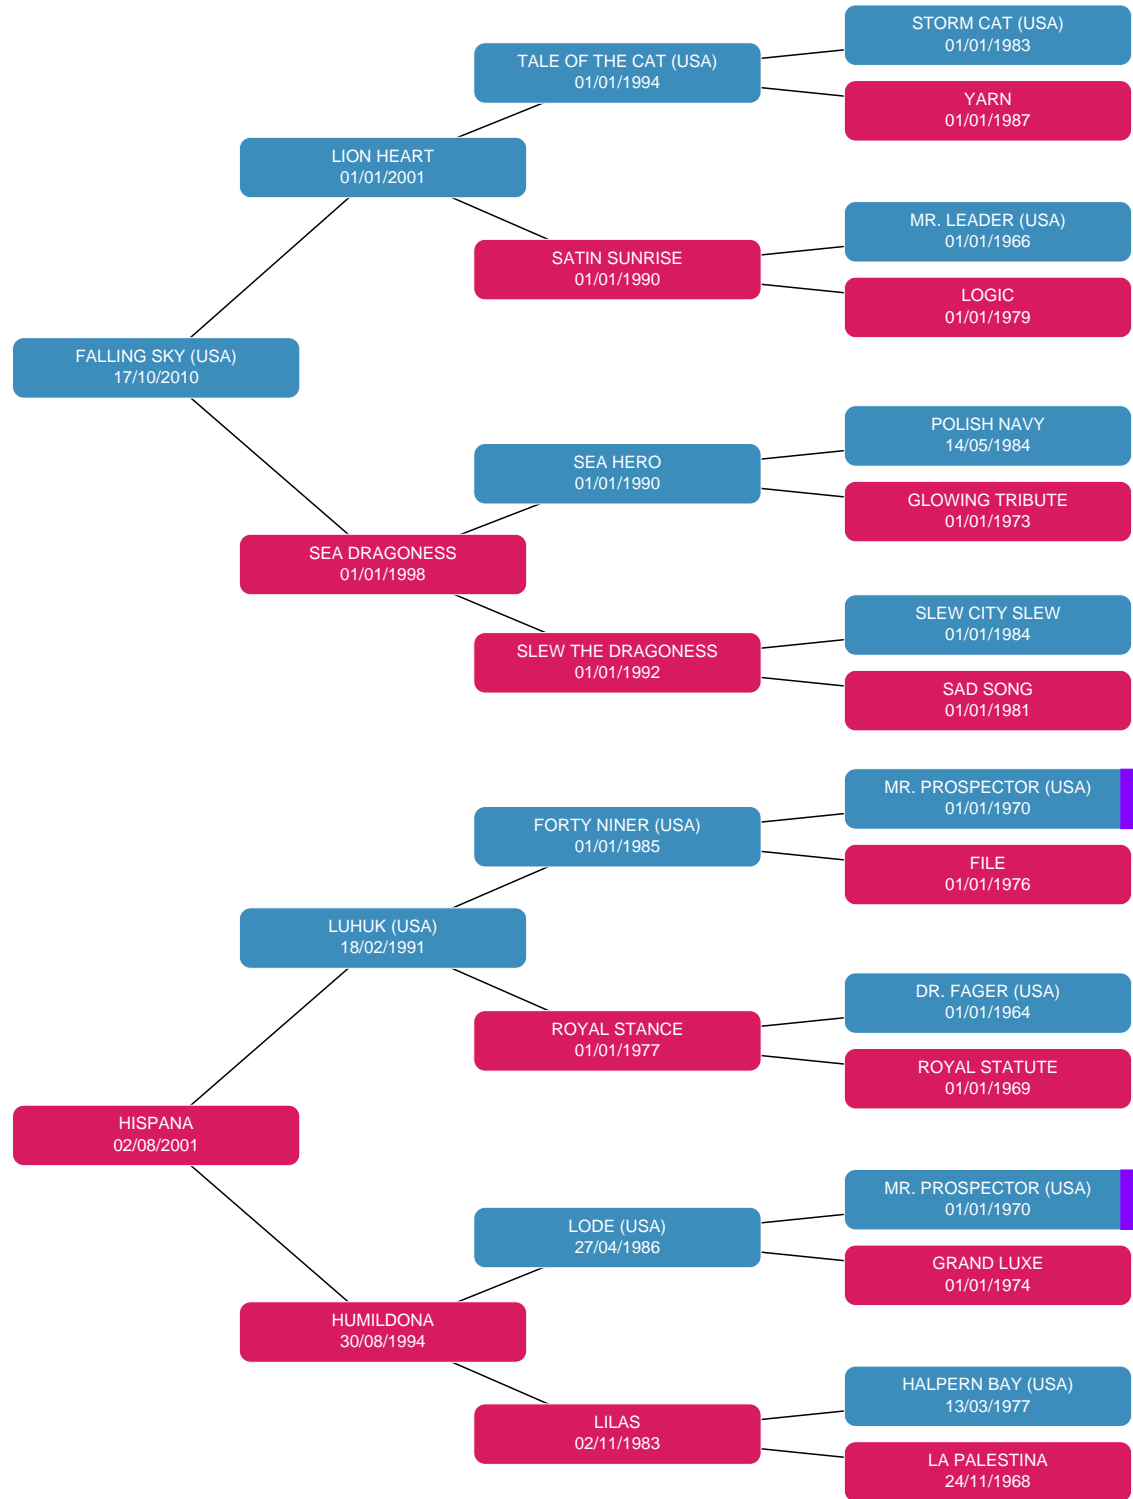 STORM CAT (USA)
01/01/1983
TALE OF THE CAT (USA)
01/01/1994
YARN
01/01/1987
LION HEART
01/01/2001
MR. LEADER (USA)
01/01/1966
SATIN SUNRISE
01/01/1990
LOGIC
01/01/1979
FALLING SKY (USA)
17/10/2010
POLISH NAVY
14/05/1984
SEA HERO
01/01/1990
GLOWING TRIBUTE
01/01/1973
SEA DRAGONESS
01/01/1998
SLEW CITY SLEW
01/01/1984
SLEW THE DRAGONESS
01/01/1992
SAD SONG
01/01/1981
MR. PROSPECTOR (USA)
01/01/1970
FORTY NINER (USA)
01/01/1985
FILE
01/01/1976
LUHUK (USA)
18/02/1991
DR. FAGER (USA)
01/01/1964
ROYAL STANCE
01/01/1977
ROYAL STATUTE
01/01/1969
HISPANA
02/08/2001
MR. PROSPECTOR (USA)
01/01/1970
LODE (USA)
27/04/1986
GRAND LUXE
01/01/1974
HUMILDONA
30/08/1994
HALPERN BAY (USA)
13/03/1977
LILAS
02/11/1983
LA PALESTINA
24/11/1968